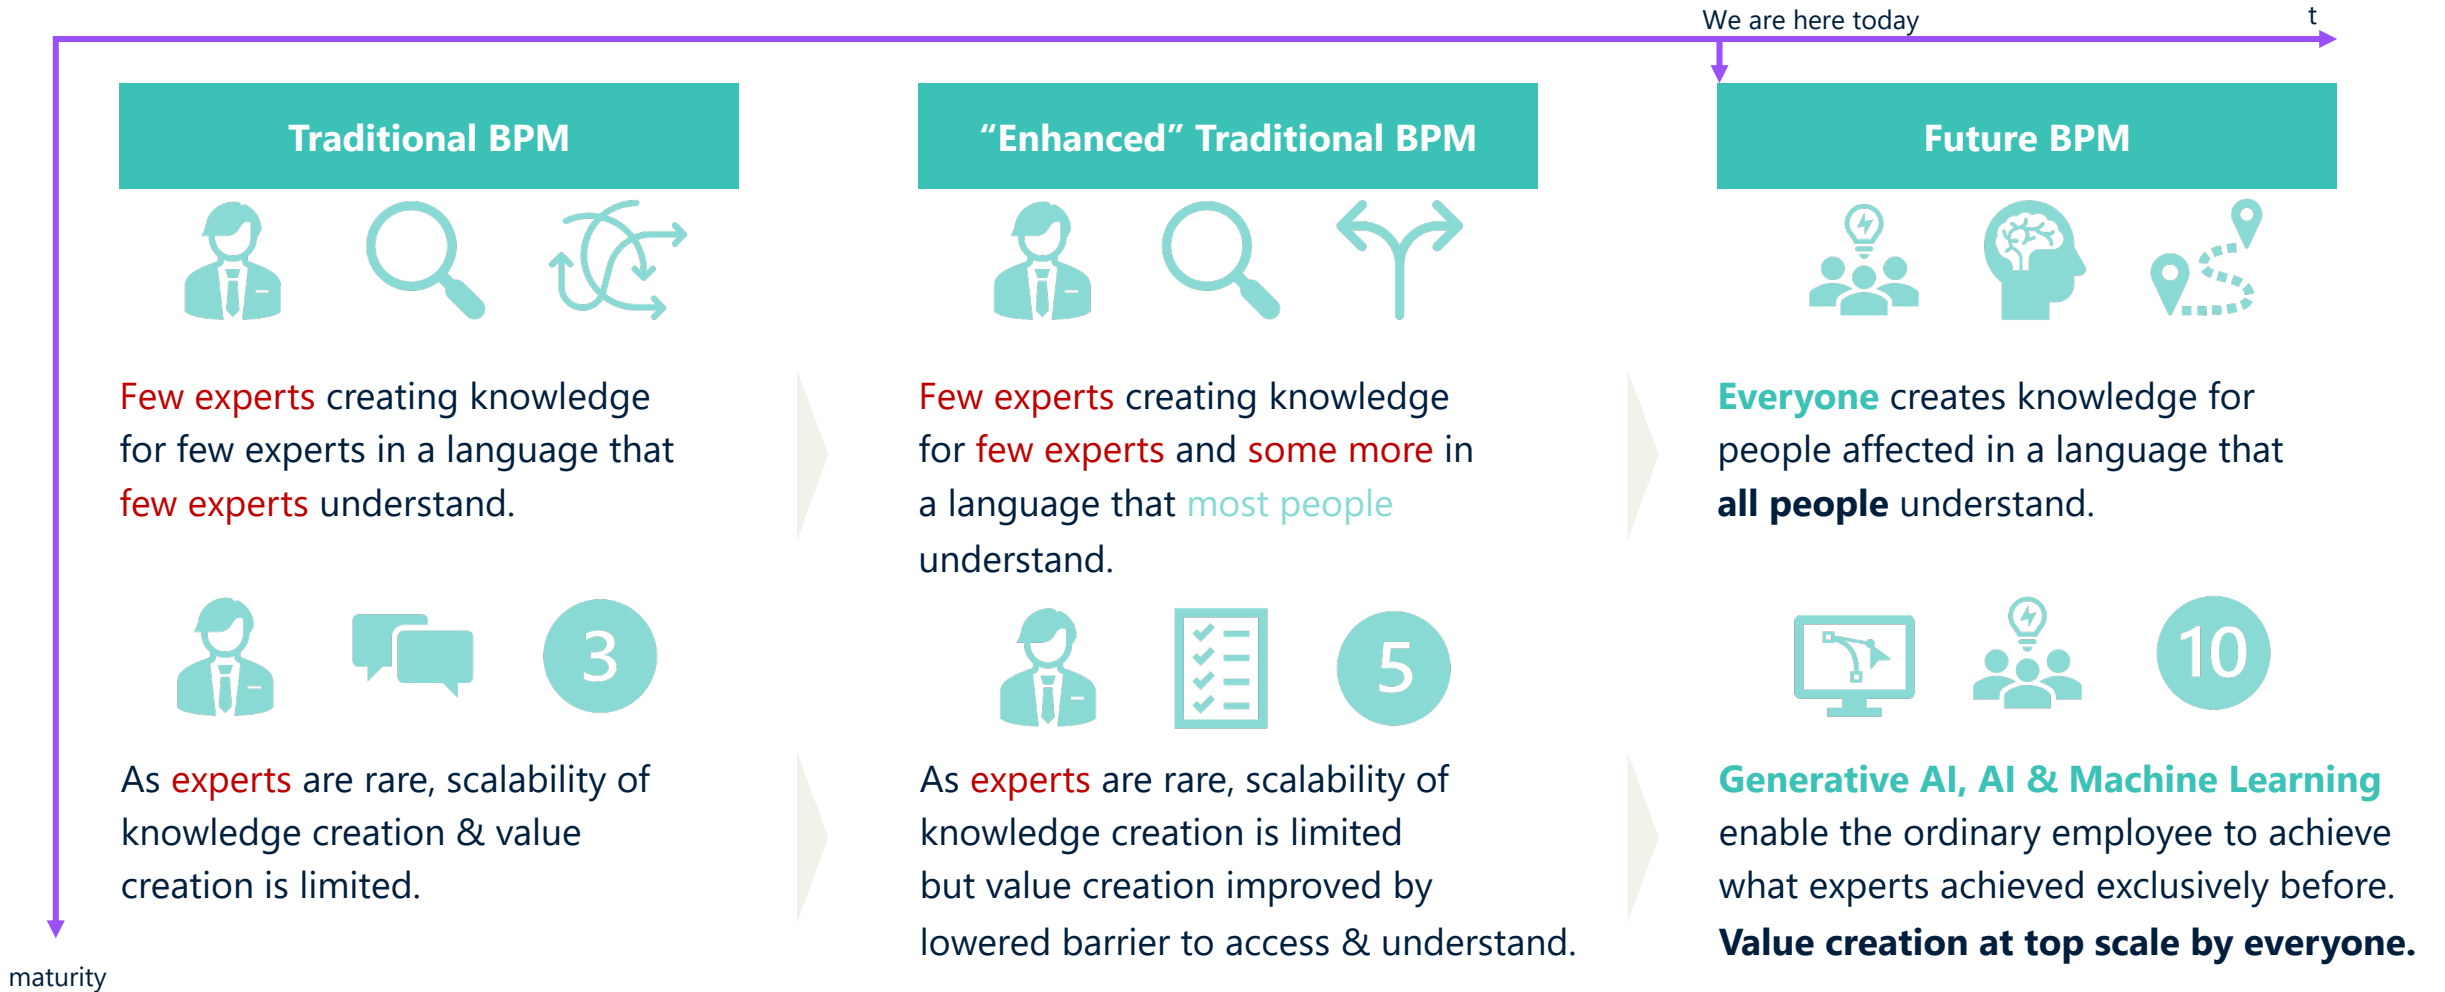 We are here today
t
Traditional BPM
“Enhanced” Traditional BPM
Future BPM
Few experts creating knowledge
for few experts in a language that
few experts understand.
Few experts creating knowledge
for few experts and some more in
a language that most people
understand.
Everyone creates knowledge for
people affected in a language that
all people understand.
3
5
10
As experts are rare, scalability of
knowledge creation & value
creation is limited.
As experts are rare, scalability of
knowledge creation is limited
but value creation improved by
lowered barrier to access & understand.
Generative AI, AI & Machine Learning
enable the ordinary employee to achieve
what experts achieved exclusively before.
Value creation at top scale by everyone.
maturity